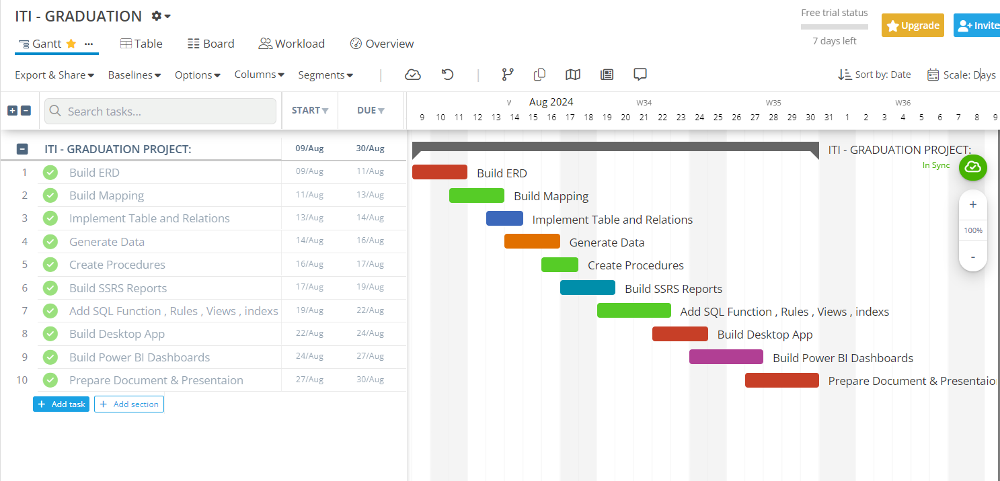 ITI - GRADUATION
Free trial status
7 days left
Upgrade
Invite
Gantt ... Table Board Workload Overview
Export & Share Baselines Options Columns Segments
Sort by: Date Scale: Days
+ - Search tasks... START DUE
Aug 2024 W34 W35 W36
9 10 11 12 13 14 15 16 17 18 19 20 21 22 23 24 25 26 27 28 29 30 31 1 2 3 4 5 6 7 8 9
- ITI - GRADUATION PROJECT: 09/Aug 30/Aug ITI - GRADUATION PROJECT:
In Sync
1 Build ERD 09/Aug 11/Aug Build ERD
2 Build Mapping 11/Aug 13/Aug Build Mapping
3 Implement Table and Relations 13/Aug 14/Aug Implement Table and Relations
4 Generate Data 14/Aug 16/Aug Generate Data
5 Create Procedures 16/Aug 17/Aug Create Procedures
6 Build SSRS Reports 17/Aug 19/Aug Build SSRS Reports
7 Add SQL Function , Rules , Views , indexs 19/Aug 22/Aug Add SQL Function , Rules , Views , indexs
8 Build Desktop App 22/Aug 24/Aug Build Desktop App
9 Build Power BI Dashboards 24/Aug 27/Aug Build Power BI Dashboards
10 Prepare Document & Presentaion 27/Aug 30/Aug Prepare Document & Presentaio
+
100%
-
+ Add task + Add section